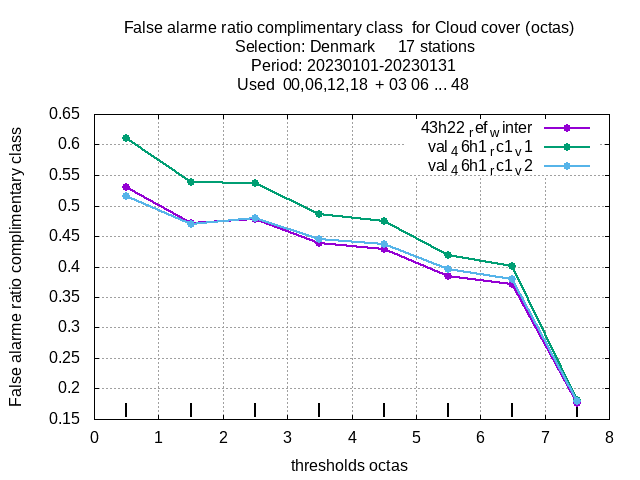 False alarme ratio complimentary class for Cloud cover (octas)
Selection: Denmark 17 stations
Period: 20230101-20230131
Used 00,06,12,18 + 03 06 ... 48
43h22_ref_winter
val_46h1_rc1_v1
val_46h1_rc1_v2
False alarme ratio complimentary class
0.65
0.6
0.55
0.5
0.45
0.4
0.35
0.3
0.25
0.2
0.15
0 1 2 3 4 5 6 7 8
thresholds octas